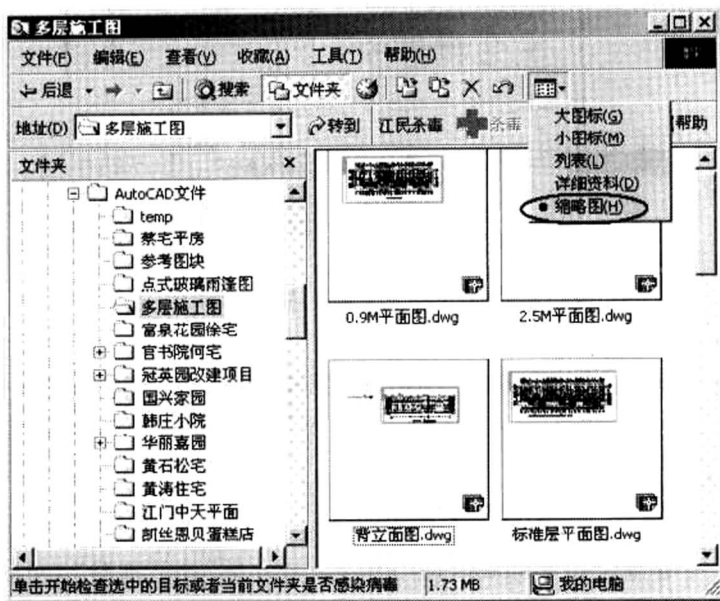 多层施工图
文件(F) 编辑(E) 查看(V) 收藏(A) 工具(T) 帮助(H)
后退 搜索 文件夹
地址(D) 多层施工图 转到 江民杀毒 杀毒 帮助
大图标(G)
小图标(M)
列表(L)
详细资料(D)
缩略图(H)
文件夹
AutoCAD文件
temp
蔡宅平房
参考图块
点式玻璃雨篷图
多层施工图
富泉花园徐宅
官书院何宅
冠英园改建项目
国兴家园
韩庄小院
华丽嘉园
黄石松宅
黄涛住宅
江门中天平面
凯丝恩贝蛋糕店
0.9M平面图.dwg 2.5M平面图.dwg
背立面图.dwg 标准层平面图.dwg
单击开始检查选中的目标或者当前文件夹是否感染病毒 1.73 MB 我的电脑